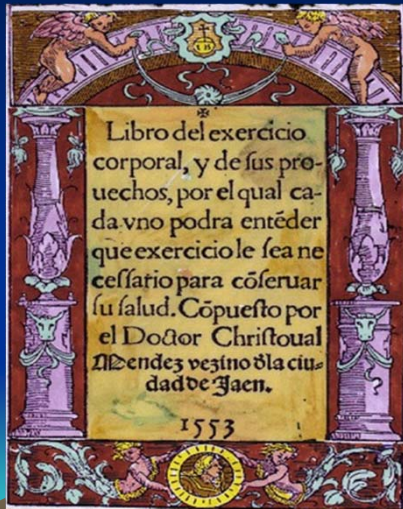 Libro del exercicio
corporal, y de sus pro-
uechos, por el qual ca-
da vno podra entẽder
que exercicio le sea ne
cessario para cõseruar
su salud. Cõpuesto por
el Doctor Christoual
Mendez vezino dla ciu-
dad de Jaen.
1553